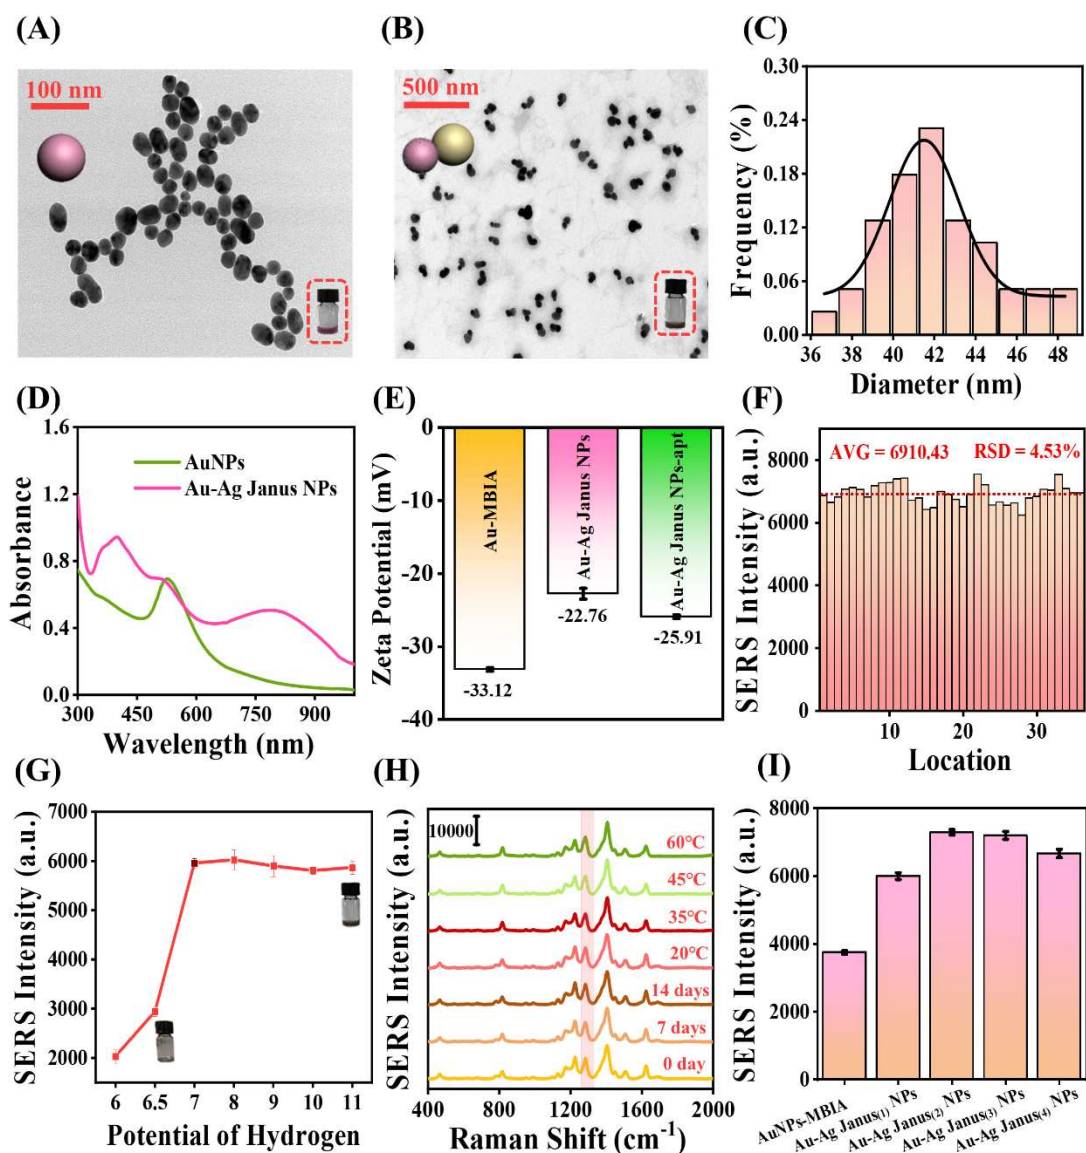 (A)
100 nm
(B)
500 nm
(C)
Frequency (%)
0.30
0.24
0.18
0.12
0.06
0.00
36 38 40 42 44 46 48
Diameter (nm)
(D)
Absorbance
1.6
1.2
0.8
0.4
0.0
AuNPs
Au-Ag Janus NPs
300 450 600 750 900
Wavelength (nm)
(E)
Zeta Potential (mV)
0
-10
-20
-30
-40
Au-MBIA
Au-Ag Janus NPs
Au-Ag Janus NPs-apt
-33.12
-22.76
-25.91
(F)
SERS Intensity (a.u.)
8000
6000
4000
2000
0
AVG = 6910.43 RSD = 4.53%
10 20 30
Location
(G)
SERS Intensity (a.u.)
7000
6000
5000
4000
3000
2000
6 6.5 7 8 9 10 11
Potential of Hydrogen
(H)
SERS Intensity (a.u.)
10000
60°C
45°C
35°C
20°C
14 days
7 days
0 day
400 800 1200 1600 2000
Raman Shift (cm⁻¹)
(I)
SERS Intensity (a.u.)
8000
6000
4000
2000
0
AuNPs-MBIA
Au-Ag Janus₍₁₎ NPs
Au-Ag Janus₍₂₎ NPs
Au-Ag Janus₍₃₎ NPs
Au-Ag Janus₍₄₎ NPs